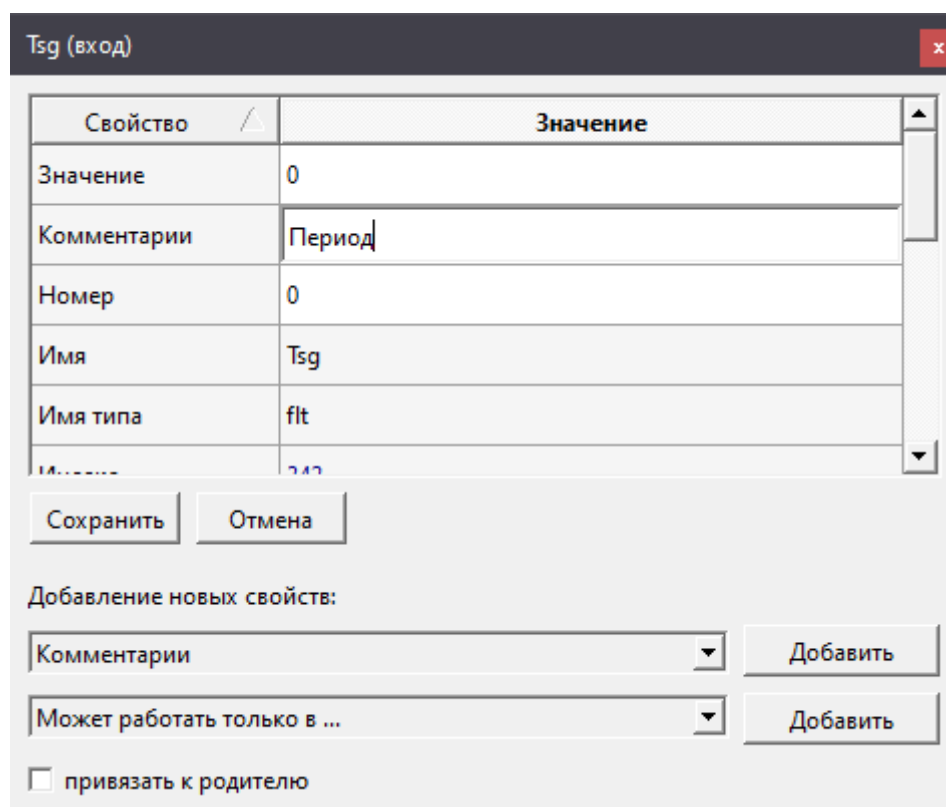 Tsg (вход)
x
Свойство Значение
Значение 0
Комментарии Период
Номер 0
Имя Tsg
Имя типа flt
Сохранить Отмена
Добавление новых свойств:
Комментарии Добавить
Может работать только в ... Добавить
привязать к родителю